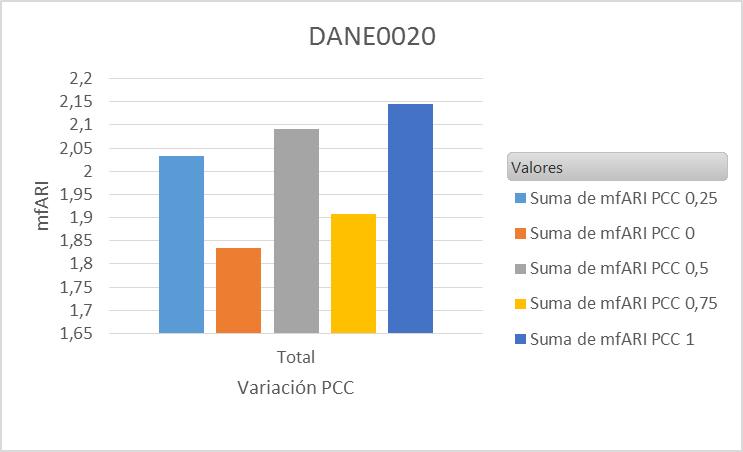 DANE0020
2,2
2,15
2,1
2,05
2
1,95
1,9
1,85
1,8
1,75
1,7
1,65
mfARI
Total
Variación PCC
Valores
Suma de mfARI PCC 0,25
Suma de mfARI PCC 0
Suma de mfARI PCC 0,5
Suma de mfARI PCC 0,75
Suma de mfARI PCC 1